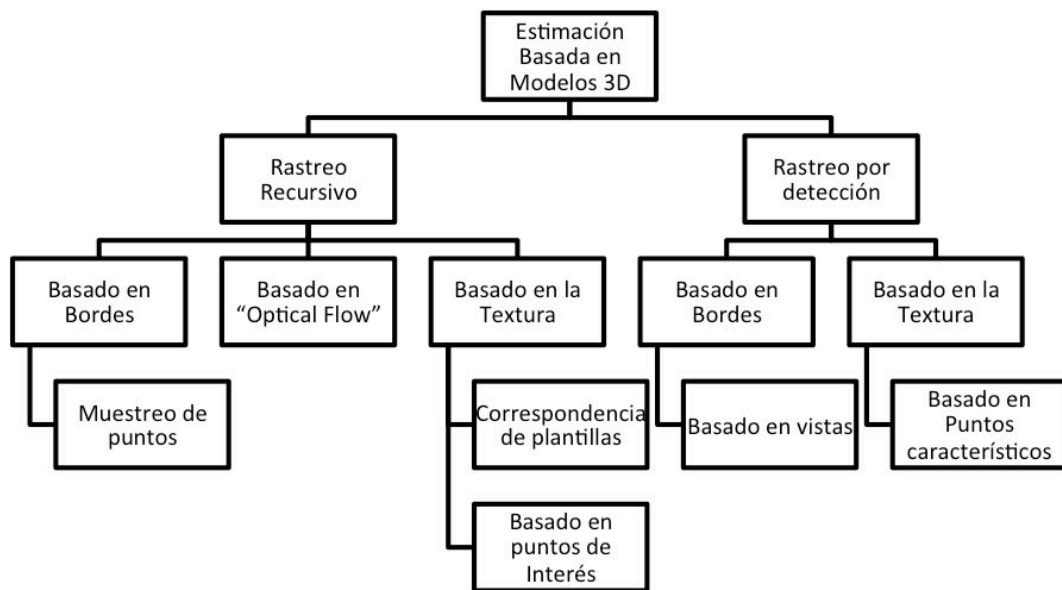 Estimación
Basada en
Modelos 3D
Rastreo
Recursivo
Rastreo por
detección
Basado en
Bordes
Basado en
“Optical Flow”
Basado en la
Textura
Basado en
Bordes
Basado en la
Textura
Muestreo de
puntos
Correspondencia
de plantillas
Basado en vistas
Basado en
Puntos
característicos
Basado en
puntos de
Interés